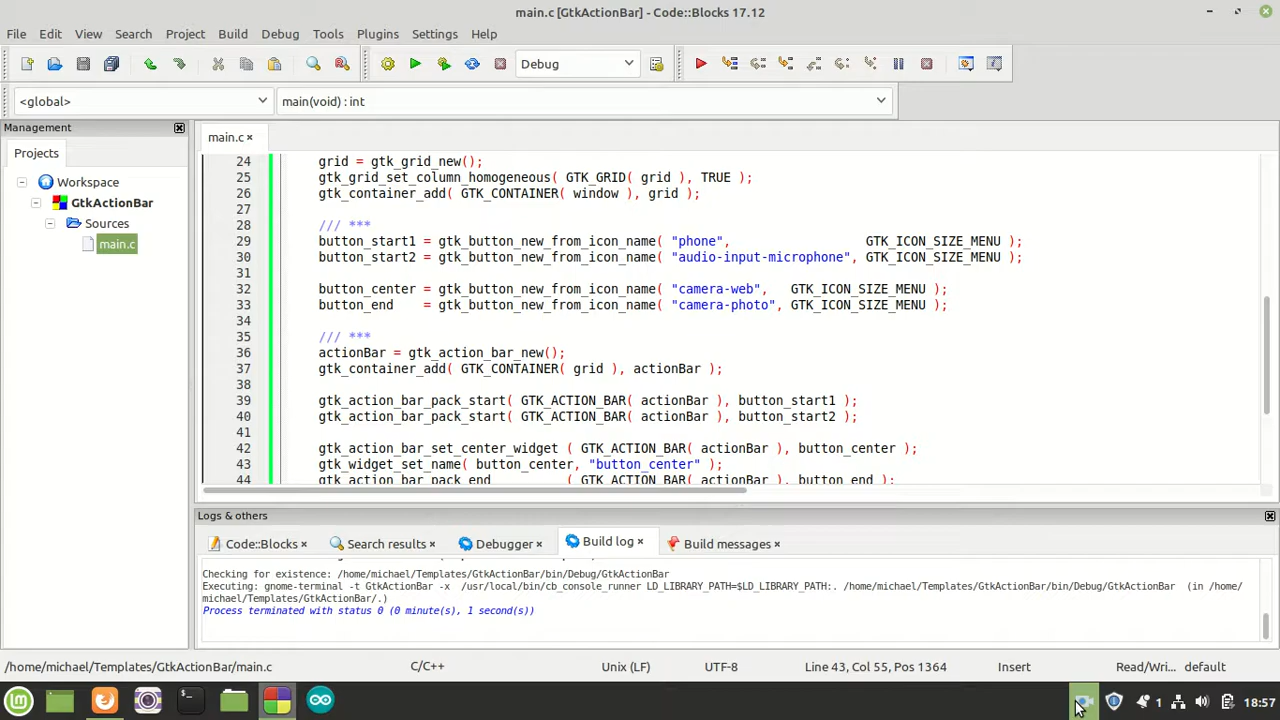 main.c [GtkActionBar] - Code::Blocks 17.12
File Edit View Search Project Build Debug Tools Plugins Settings Help
Debug
<global> main(void) : int
Management
main.c
Projects
Workspace
GtkActionBar
Sources
main.c
24 grid = gtk_grid_new();
25 gtk_grid_set_column_homogeneous( GTK_GRID( grid ), TRUE );
26 gtk_container_add( GTK_CONTAINER( window ), grid );
27
28 /// ***
29 button_start1 = gtk_button_new_from_icon_name( "phone", GTK_ICON_SIZE_MENU );
30 button_start2 = gtk_button_new_from_icon_name( "audio-input-microphone", GTK_ICON_SIZE_MENU );
31
32 button_center = gtk_button_new_from_icon_name( "camera-web", GTK_ICON_SIZE_MENU );
33 button_end = gtk_button_new_from_icon_name( "camera-photo", GTK_ICON_SIZE_MENU );
34
35 /// ***
36 actionBar = gtk_action_bar_new();
37 gtk_container_add( GTK_CONTAINER( grid ), actionBar );
38
39 gtk_action_bar_pack_start( GTK_ACTION_BAR( actionBar ), button_start1 );
40 gtk_action_bar_pack_start( GTK_ACTION_BAR( actionBar ), button_start2 );
41
42 gtk_action_bar_set_center_widget ( GTK_ACTION_BAR( actionBar ), button_center );
43 gtk_widget_set_name( button_center, "button_center" );
44 gtk_action_bar_pack_end ( GTK_ACTION_BAR( actionBar ), button_end );
Logs & others
Code::Blocks Search results Debugger Build log Build messages
Checking for existence: /home/michael/Templates/GtkActionBar/bin/Debug/GtkActionBar
Executing: gnome-terminal -t GtkActionBar -x /usr/local/bin/cb_console_runner LD_LIBRARY_PATH=$LD_LIBRARY_PATH:. /home/michael/Templates/GtkActionBar/bin/Debug/GtkActionBar (in /home/
michael/Templates/GtkActionBar/.)
Process terminated with status 0 (0 minute(s), 1 second(s))
/home/michael/Templates/GtkActionBar/main.c C/C++ Unix (LF) UTF-8 Line 43, Col 55, Pos 1364 Insert Read/Wri... default
1 18:57